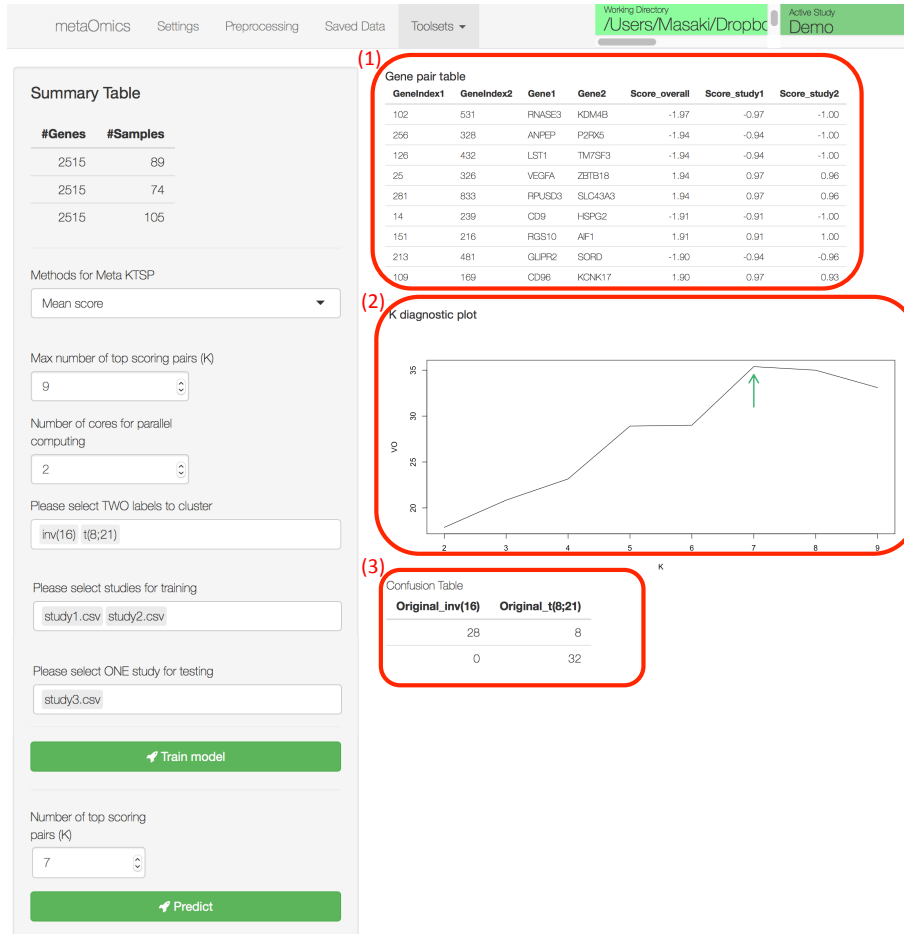 metaOmics Settings Preprocessing Saved Data Toolsets
Working Directory
/Users/Masaki/Dropbo
Active Study
Demo
Summary Table
#Genes #Samples
2515 89
2515 74
2515 105
Methods for Meta KTSP
Mean score
Max number of top scoring pairs (K)
9
Number of cores for parallel
computing
2
Please select TWO labels to cluster
inv(16) t(8;21)
Please select studies for training
study1.csv study2.csv
Please select ONE study for testing
study3.csv
Train model
Number of top scoring
pairs (K)
7
Predict
(1)
Gene pair table
GeneIndex1 GeneIndex2 Gene1 Gene2 Score_overall Score_study1 Score_study2
102 531 RNASE3 KDM4B -1.97 -0.97 -1.00
256 328 ANPEP P2RX5 -1.94 -0.94 -1.00
126 432 LST1 TM7SF3 -1.94 -0.94 -1.00
25 326 VEGFA ZBTB18 1.94 0.97 0.96
281 833 RPUSD3 SLC43A3 1.94 0.97 0.96
14 239 CD9 HSPG2 -1.91 -0.91 -1.00
151 216 RGS10 AIF1 1.91 0.91 1.00
213 481 GLIPR2 SORD -1.90 -0.94 -0.96
109 169 CD96 KCNK17 1.90 0.97 0.93
(2)
K diagnostic plot
35
30
25
20
VO
2 3 4 5 6 7 8 9
K
(3)
Confusion Table
Original_inv(16) Original_t(8;21)
28 8
0 32